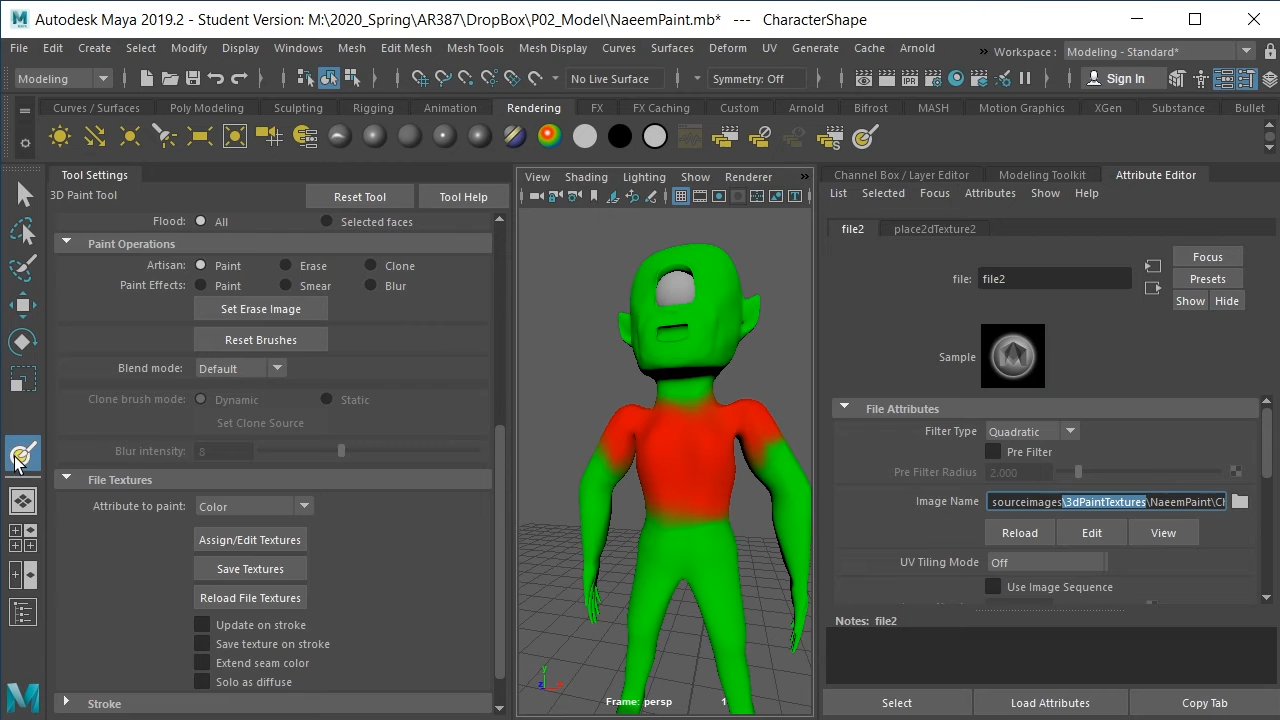 Autodesk Maya 2019.2 - Student Version: M:\2020_Spring\AR387\DropBox\P02_Model\NaeemPaint.mb*   ---   CharacterShape
File Edit Create Select Modify Display Windows Mesh Edit Mesh Mesh Tools Mesh Display Curves Surfaces Deform UV Generate Cache Arnold » Workspace : Modeling - Standard*
Modeling No Live Surface Symmetry: Off Sign In
Curves / Surfaces Poly Modeling Sculpting Rigging Animation Rendering FX FX Caching Custom Arnold Bifrost MASH Motion Graphics XGen Substance Bullet
Tool Settings
3D Paint Tool Reset Tool Tool Help
Flood: All Selected faces
Paint Operations
Artisan: Paint Erase Clone
Paint Effects: Paint Smear Blur
Set Erase Image
Reset Brushes
Blend mode: Default
Clone brush mode: Dynamic Static
Set Clone Source
Blur intensity: 8
File Textures
Attribute to paint: Color
Assign/Edit Textures
Save Textures
Reload File Textures
Update on stroke
Save texture on stroke
Extend seam color
Solo as diffuse
Stroke
View Shading Lighting Show Renderer »
IPR
y
z x
Frame: persp 1
Channel Box / Layer Editor Modeling Toolkit Attribute Editor
List Selected Focus Attributes Show Help
file2 place2dTexture2
file: file2
Focus
Presets
Show Hide
Sample
File Attributes
Filter Type Quadratic
Pre Filter
Pre Filter Radius 2.000
Image Name sourceimages\3dPaintTextures\NaeemPaint\Ch
Reload Edit View
UV Tiling Mode Off
Use Image Sequence
Notes: file2
Select Load Attributes Copy Tab